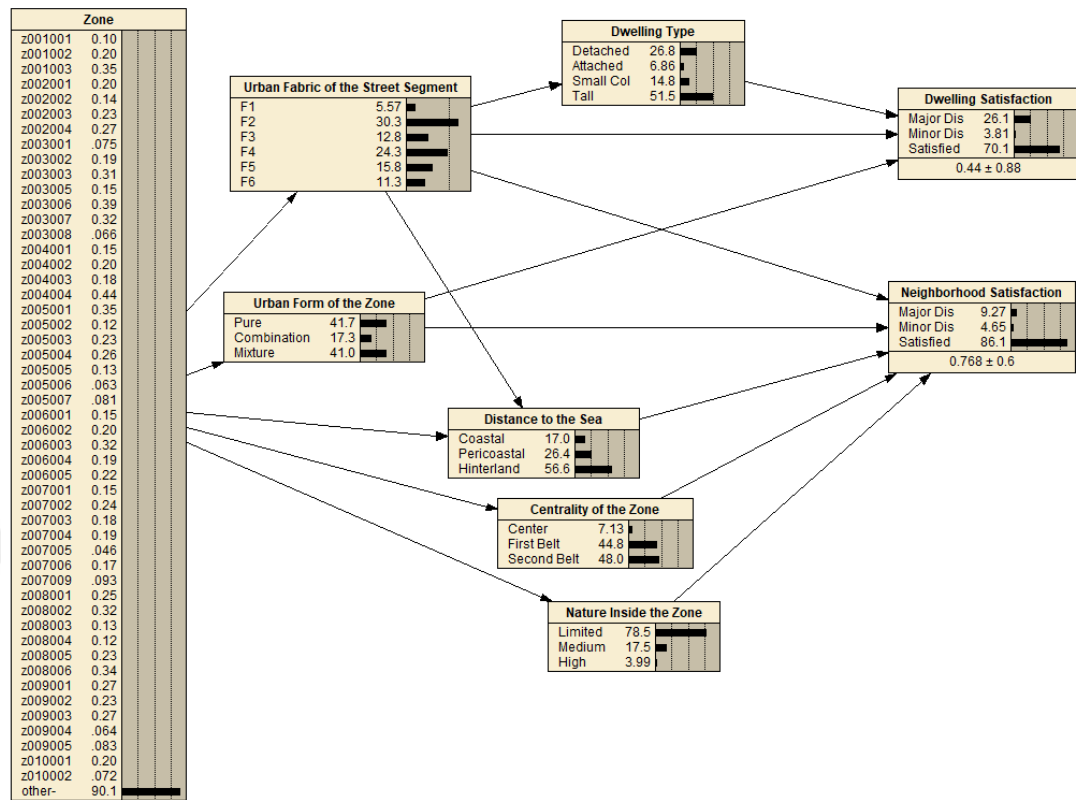 Zone
z001001 0.10
z001002 0.20
z001003 0.35
z002001 0.20
z002002 0.14
z002003 0.23
z002004 0.27
z003001 .075
z003002 0.19
z003003 0.31
z003005 0.15
z003006 0.39
z003007 0.32
z003008 .066
z004001 0.15
z004002 0.20
z004003 0.18
z004004 0.44
z005001 0.35
z005002 0.12
z005003 0.23
z005004 0.26
z005005 0.13
z005006 .063
z005007 .081
z006001 0.15
z006002 0.20
z006003 0.32
z006004 0.19
z006005 0.22
z007001 0.15
z007002 0.24
z007003 0.18
z007004 0.19
z007005 .046
z007006 0.17
z007009 .093
z008001 0.25
z008002 0.32
z008003 0.13
z008004 0.12
z008005 0.23
z008006 0.34
z009001 0.27
z009002 0.23
z009003 0.27
z009004 .064
z009005 .083
z010001 0.20
z010002 .072
other- 90.1
Urban Fabric of the Street Segment
F1 5.57
F2 30.3
F3 12.8
F4 24.3
F5 15.8
F6 11.3
Urban Form of the Zone
Pure 41.7
Combination 17.3
Mixture 41.0
Dwelling Type
Detached 26.8
Attached 6.86
Small Col 14.8
Tall 51.5
Distance to the Sea
Coastal 17.0
Pericoastal 26.4
Hinterland 56.6
Centrality of the Zone
Center 7.13
First Belt 44.8
Second Belt 48.0
Nature Inside the Zone
Limited 78.5
Medium 17.5
High 3.99
Dwelling Satisfaction
Major Dis 26.1
Minor Dis 3.81
Satisfied 70.1
0.44 ± 0.88
Neighborhood Satisfaction
Major Dis 9.27
Minor Dis 4.65
Satisfied 86.1
0.768 ± 0.6